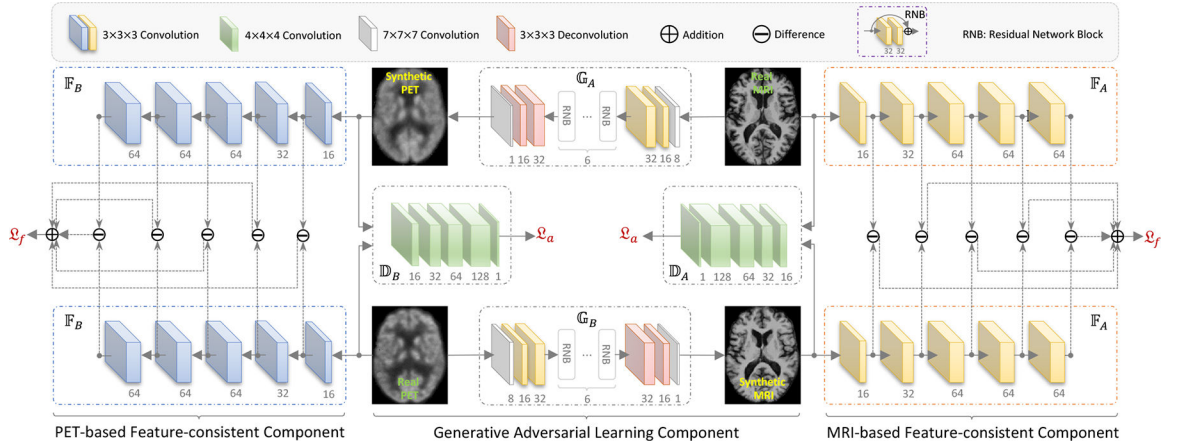 3×3×3 Convolution
4×4×4 Convolution
7×7×7 Convolution
3×3×3 Deconvolution
Addition
Difference
RNB
32 32
RNB: Residual Network Block
𝔽B
64 64 64 32 16
Synthetic
PET
𝔾A
RNB ... RNB
1 16 32
6
32 16 8
Real
MRI
𝔽A
16 32 64 64 64
𝔏f
𝔻B
16 32 64 128 1
𝔏a
𝔏a
𝔻A
1 128 64 32 16
𝔏f
𝔽B
64 64 64 32 16
Real
PET
𝔾B
RNB ... RNB
8 16 32
6
32 16 1
Synthetic
MRI
𝔽A
16 32 64 64 64
PET-based Feature-consistent Component
Generative Adversarial Learning Component
MRI-based Feature-consistent Component